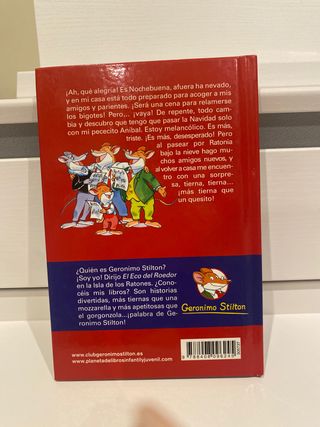 ¡Ah, qué alegría! Es Nochebuena, afuera ha nevado,
y en mi casa está todo preparado para acoger a mis
amigos y parientes. ¡Será una cena para relamerse
los bigotes! Pero... ¡vaya! De repente, todo cam-
bia y descubro que tengo que pasar la Navidad solo
con mi pececito Aníbal. Estoy melancólico. Es más,
triste. ¡Es más, desesperado! Pero
al pasear por Ratonia
bajo la nieve hago mu-
chos amigos nuevos, y
al volver a casa me encuen-
tro con una sorpre-
sa, tierna, tierna...
¡más tierna que
un quesito!
¿Quién es Geronimo Stilton?
¡Soy yo! Dirijo El Eco del Roedor
en la Isla de los Ratones. ¿Cono-
céis mis libros? Son historias
divertidas, más tiernas que una
mozzarella y más apetitosas que
el gorgonzola... ¡palabra de Ge-
ronimo Stilton!
Geronimo Stilton
www.clubgeronimostilton.es
www.planetadelibrosinfantilyjuvenil.com
9 788408 096245